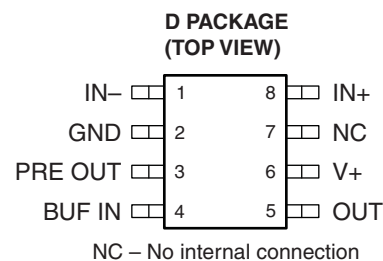 D PACKAGE
(TOP VIEW)
IN– 1 8 IN+
GND 2 7 NC
PRE OUT 3 6 V+
BUF IN 4 5 OUT
NC – No internal connection